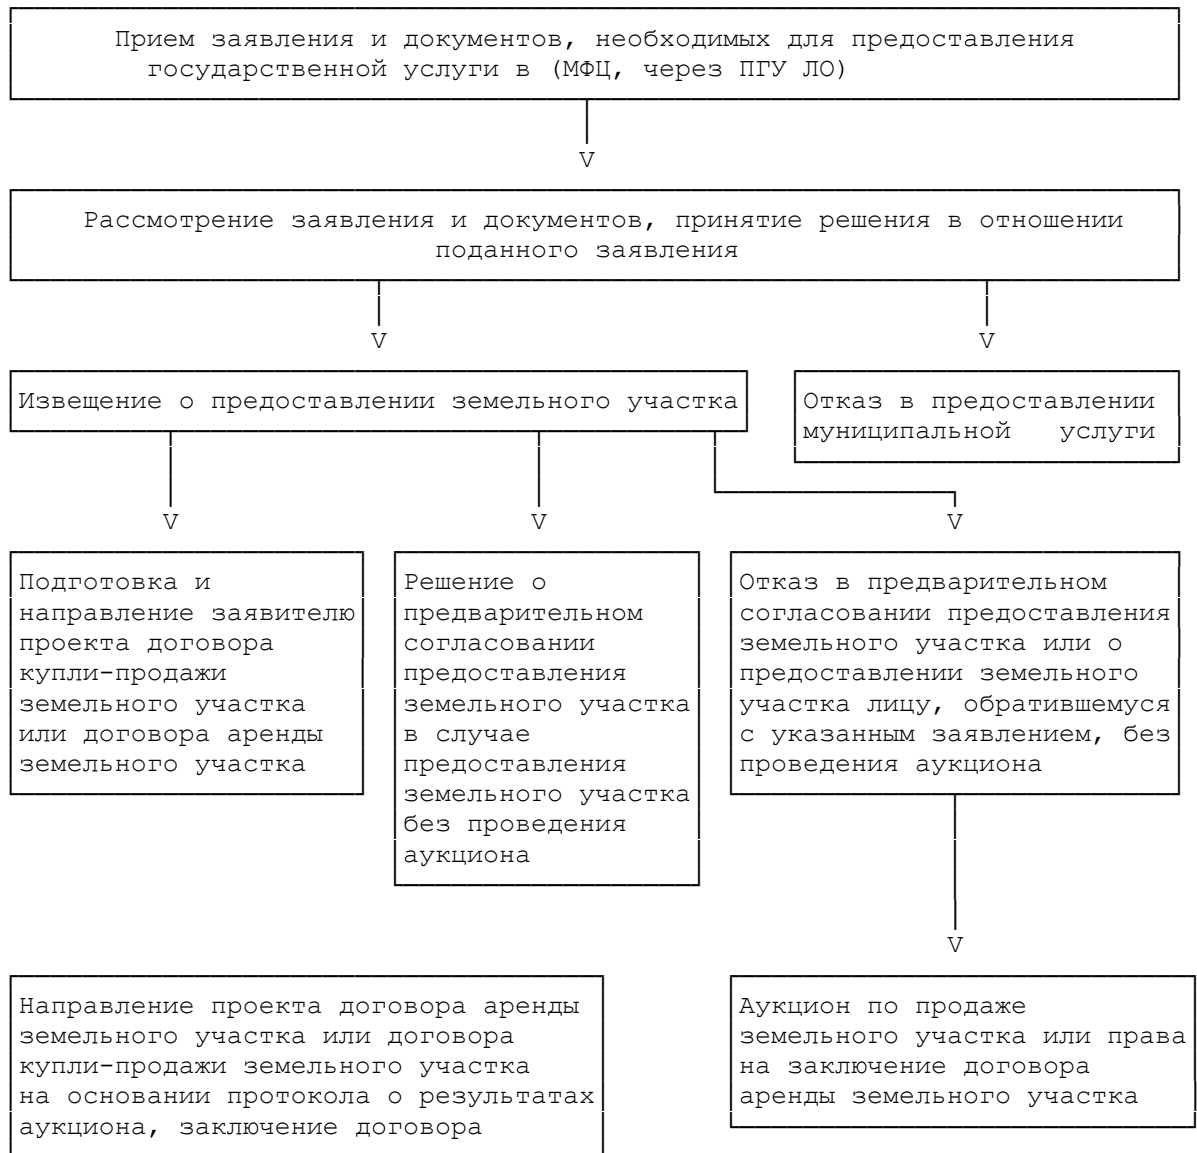 Прием заявления и документов, необходимых для предоставления
государственной услуги в (МФЦ, через ПГУ ЛО)
V
Рассмотрение заявления и документов, принятие решения в отношении
поданного заявления
V
V
Извещение о предоставлении земельного участка
Отказ в предоставлении
муниципальной услуги
V
V
V
Подготовка и
направление заявителю
проекта договора
купли-продажи
земельного участка
или договора аренды
земельного участка
Решение о
предварительном
согласовании
предоставления
земельного участка
в случае
предоставления
земельного участка
без проведения
аукциона
Отказ в предварительном
согласовании предоставления
земельного участка или о
предоставлении земельного
участка лицу, обратившемуся
с указанным заявлением, без
проведения аукциона
V
Направление проекта договора аренды
земельного участка или договора
купли-продажи земельного участка
на основании протокола о результатах
аукциона, заключение договора
Аукцион по продаже
земельного участка или права
на заключение договора
аренды земельного участка